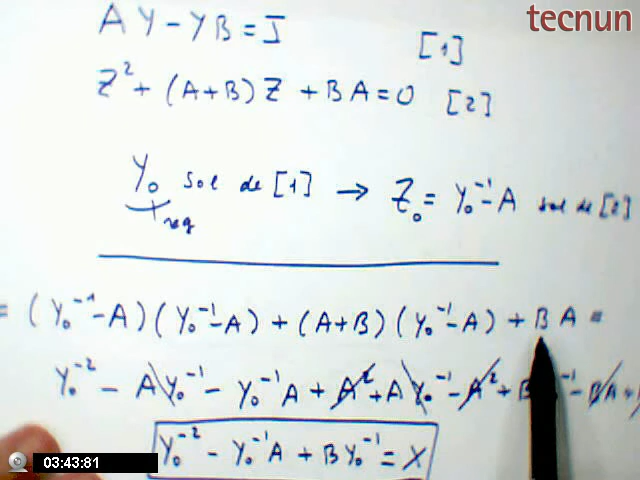 tecnun
AY - YB = I [1]
Z² + (A+B) Z + BA = 0 [2]
Y₀ sol de [1] → Z₀ = Y₀⁻¹ - A sol de [2]
reg
= (Y₀⁻¹ - A) (Y₀⁻¹ - A) + (A+B) (Y₀⁻¹ - A) + BA =
Y₀⁻² - AY₀⁻¹ - Y₀⁻¹A + A² + AY₀⁻¹ - A² + B ⁻¹ - BA +
Y₀⁻² - Y₀⁻¹A + BY₀⁻¹ = X
03:43:81